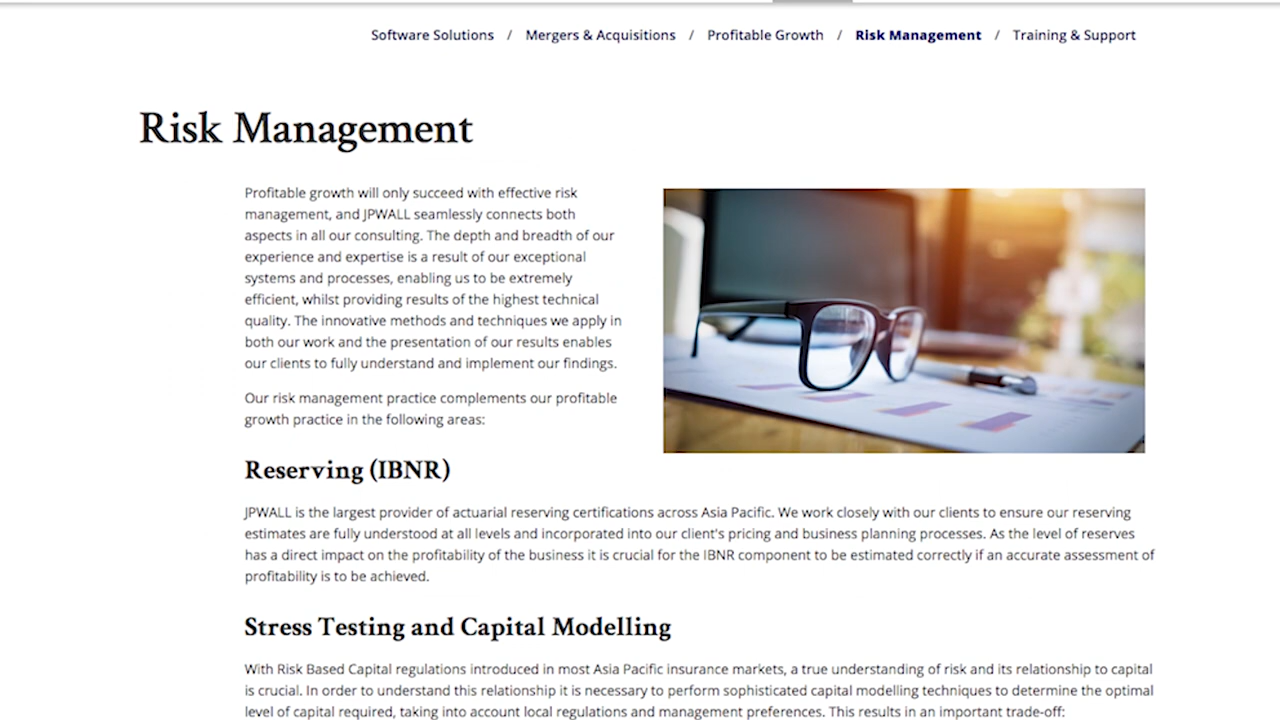 Software Solutions / Mergers & Acquisitions / Profitable Growth / Risk Management / Training & Support
Risk Management
Profitable growth will only succeed with effective risk
management, and JPWALL seamlessly connects both
aspects in all our consulting. The depth and breadth of our
experience and expertise is a result of our exceptional
systems and processes, enabling us to be extremely
efficient, whilst providing results of the highest technical
quality. The innovative methods and techniques we apply in
both our work and the presentation of our results enables
our clients to fully understand and implement our findings.
Our risk management practice complements our profitable
growth practice in the following areas:
Reserving (IBNR)
JPWALL is the largest provider of actuarial reserving certifications across Asia Pacific. We work closely with our clients to ensure our reserving
estimates are fully understood at all levels and incorporated into our client's pricing and business planning processes. As the level of reserves
has a direct impact on the profitability of the business it is crucial for the IBNR component to be estimated correctly if an accurate assessment of
profitability is to be achieved.
Stress Testing and Capital Modelling
With Risk Based Capital regulations introduced in most Asia Pacific insurance markets, a true understanding of risk and its relationship to capital
is crucial. In order to understand this relationship it is necessary to perform sophisticated capital modelling techniques to determine the optimal
level of capital required, taking into account local regulations and management preferences. This results in an important trade-off: